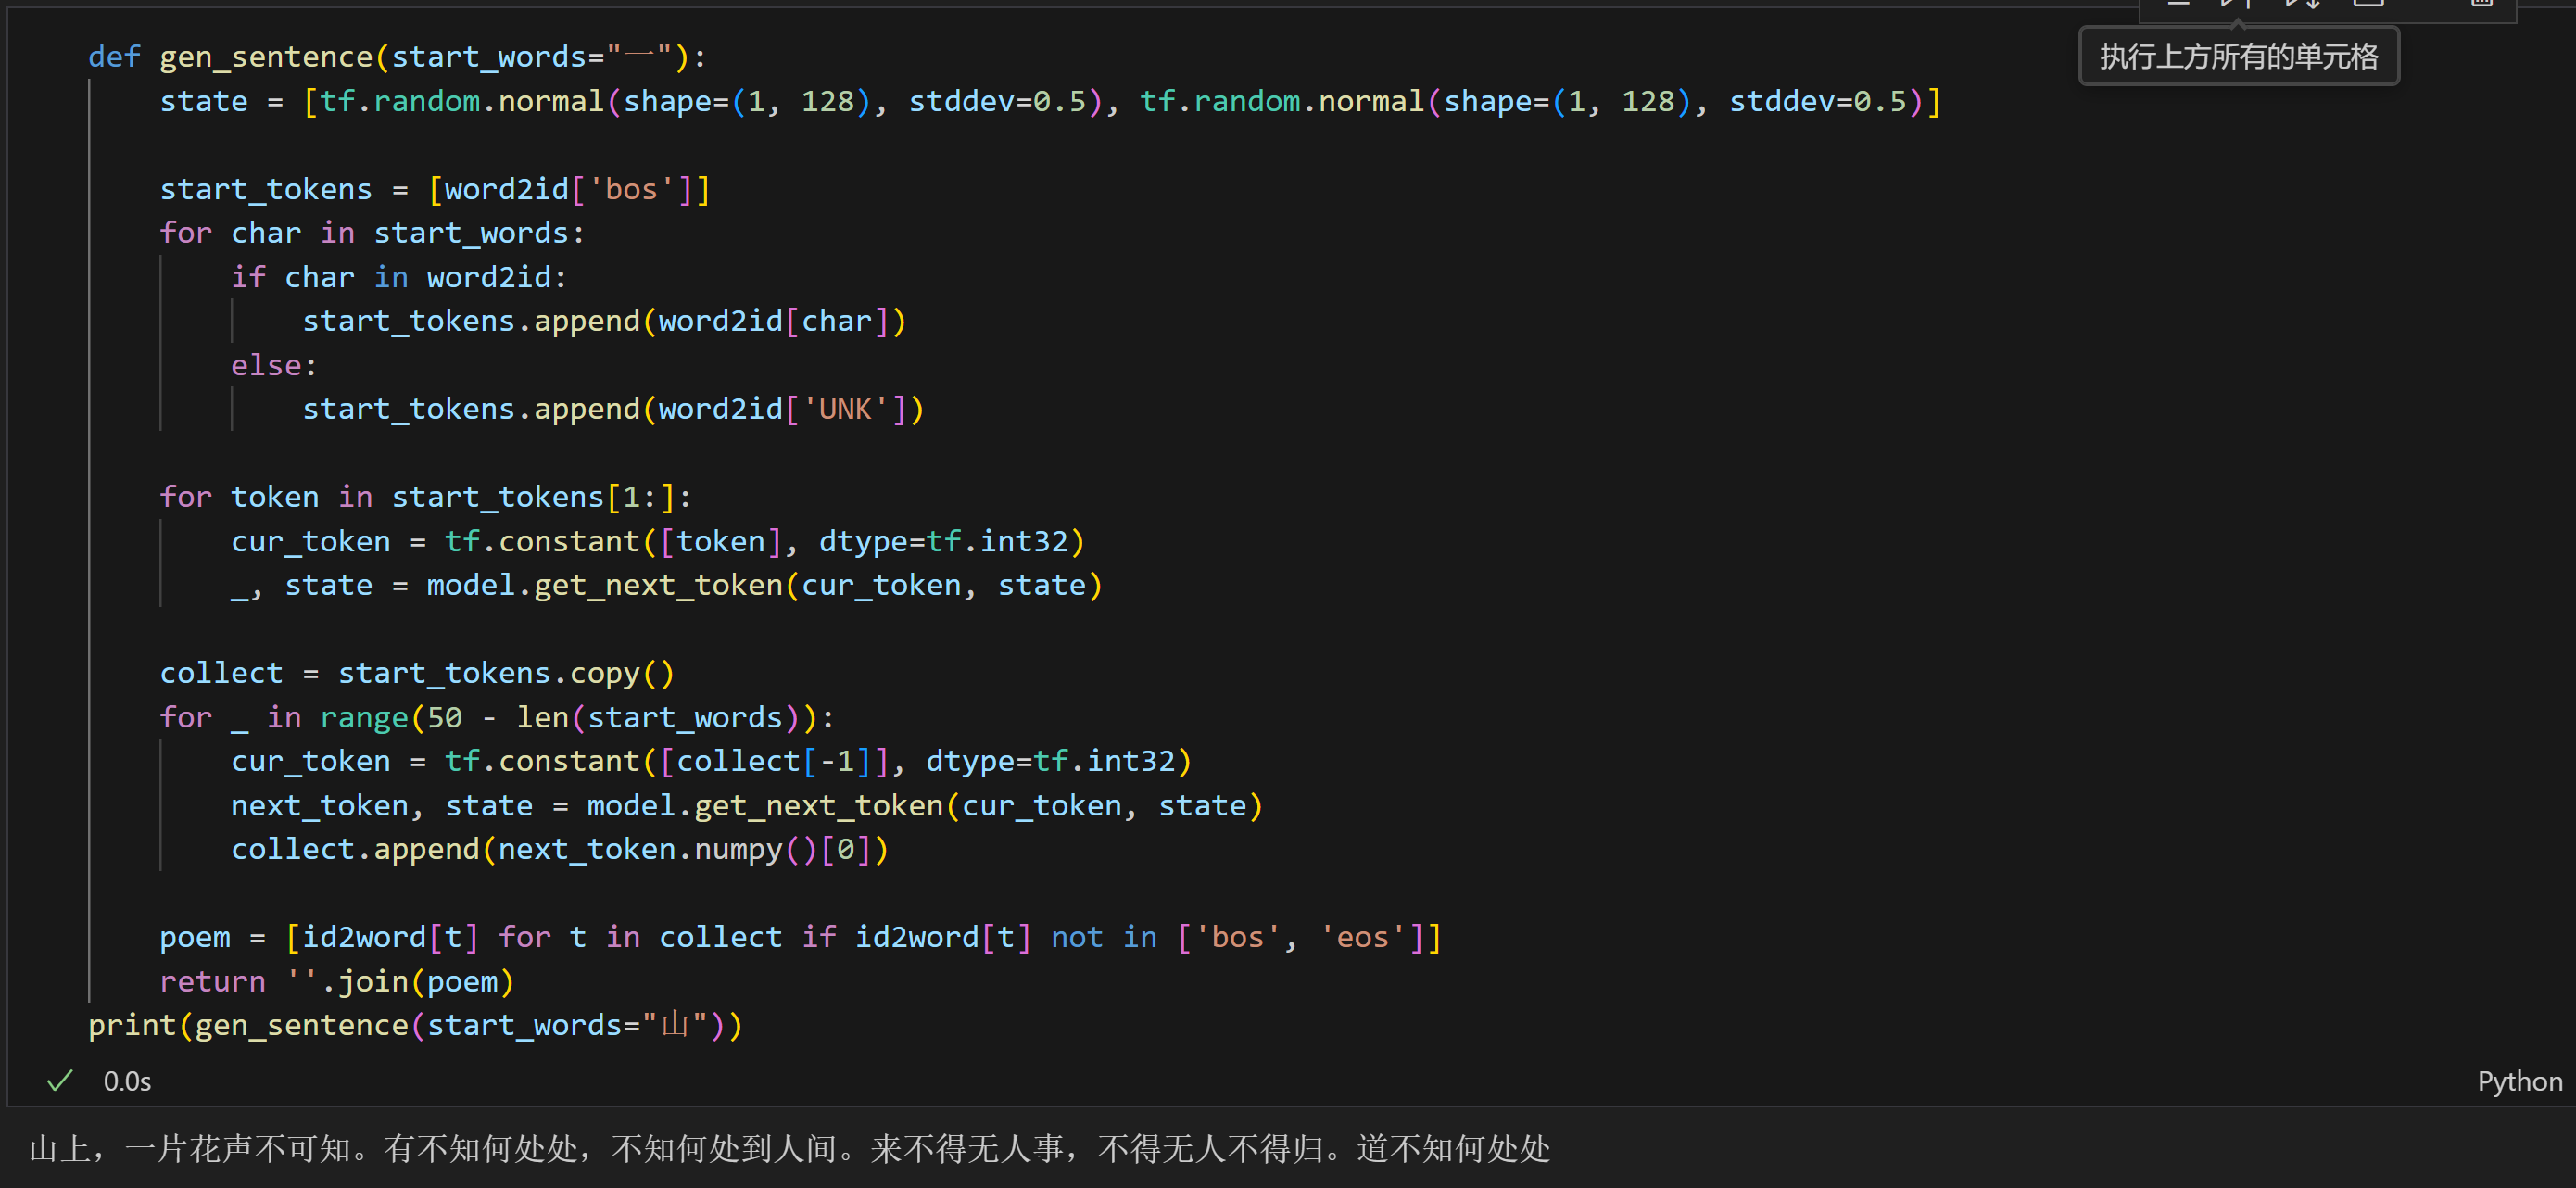 def gen_sentence(start_words="一"):
执行上方所有的单元格
    state = [tf.random.normal(shape=(1, 128), stddev=0.5), tf.random.normal(shape=(1, 128), stddev=0.5)]
    start_tokens = [word2id['bos']]
    for char in start_words:
        if char in word2id:
            start_tokens.append(word2id[char])
        else:
            start_tokens.append(word2id['UNK'])
    for token in start_tokens[1:]:
        cur_token = tf.constant([token], dtype=tf.int32)
        _, state = model.get_next_token(cur_token, state)
    collect = start_tokens.copy()
    for _ in range(50 - len(start_words)):
        cur_token = tf.constant([collect[-1]], dtype=tf.int32)
        next_token, state = model.get_next_token(cur_token, state)
        collect.append(next_token.numpy()[0])
    poem = [id2word[t] for t in collect if id2word[t] not in ['bos', 'eos']]
    return ''.join(poem)
print(gen_sentence(start_words="山"))
0.0s
Python
山上，一片花声不可知。有不知何处处，不知何处到人间。来不得无人事，不得无人不得归。道不知何处处